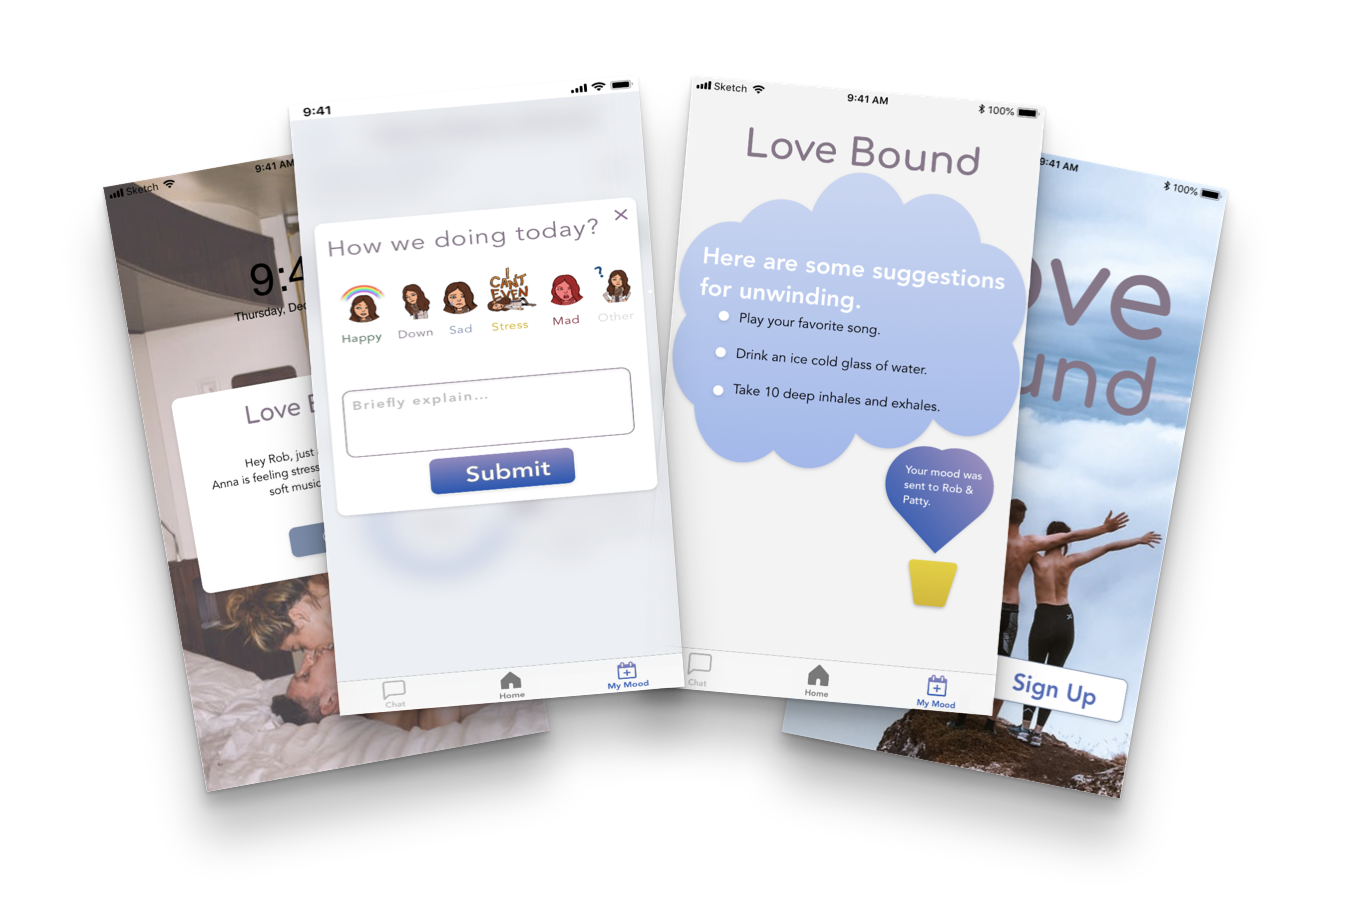 Sketch
9:41 AM
9:4
Thursday, Dec
Love
Hey Rob, just
Anna is feeling stress
soft music
9:41
How we doing today?
I
CAN'T
EVEN
?
Happy
Down
Sad
Stress
Mad
Other
Briefly explain...
Submit
Chat
Home
My Mood
Sketch
9:41 AM
100%
Love Bound
Here are some suggestions
for unwinding.
Play your favorite song.
Drink an ice cold glass of water.
Take 10 deep inhales and exhales.
Your mood was
sent to Rob &
Patty.
Chat
Home
My Mood
9:41 AM
100%
ove
und
Sign Up